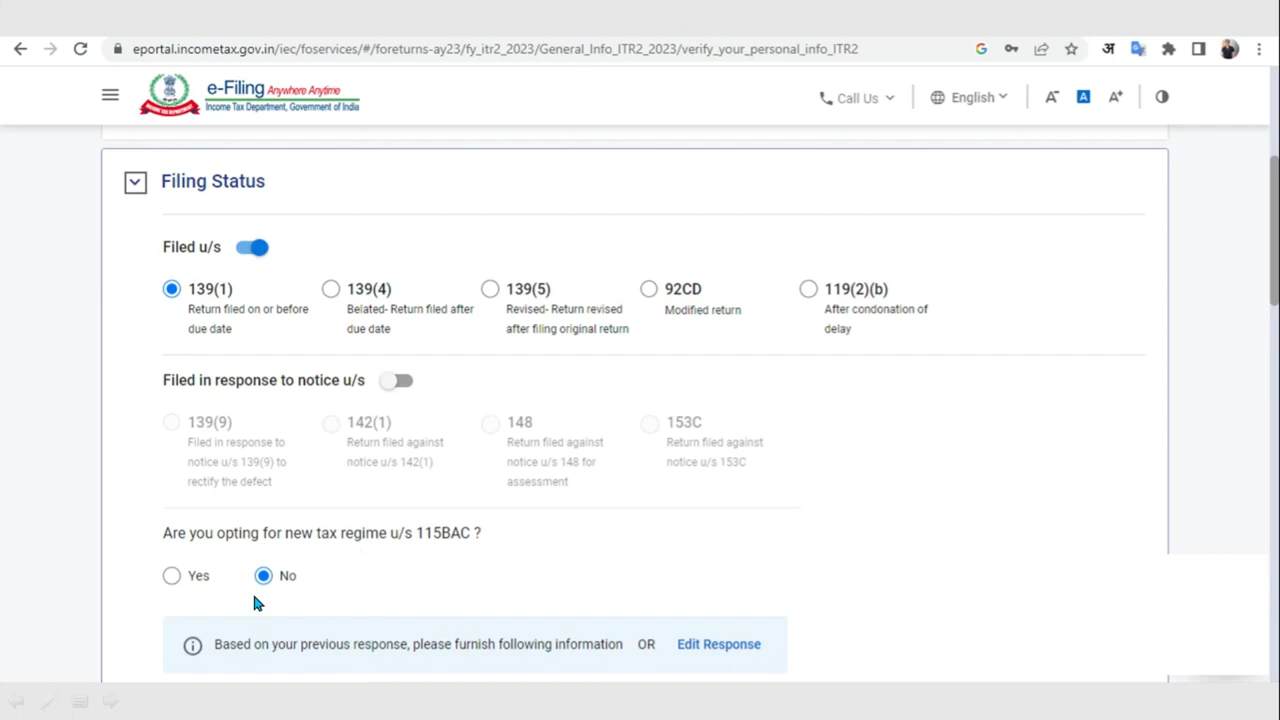 eportal.incometax.gov.in/iec/foservices/#/foreturns-ay23/fy_itr2_2023/General_Info_ITR2_2023/verify_your_personal_info_ITR2
G
अ
e-Filing Anywhere Anytime
Income Tax Department, Government of India
Call Us
English
A-
A
A+
Filing Status
Filed u/s
139(1)
Return filed on or before
due date
139(4)
Belated- Return filed after
due date
139(5)
Revised- Return revised
after filing original return
92CD
Modified return
119(2)(b)
After condonation of
delay
Filed in response to notice u/s
139(9)
Filed in response to
notice u/s 139(9) to
rectify the defect
142(1)
Return filed against
notice u/s 142(1)
148
Return filed against
notice u/s 148 for
assessment
153C
Return filed against
notice u/s 153C
Are you opting for new tax regime u/s 115BAC ?
Yes
No
Based on your previous response, please furnish following information OR Edit Response